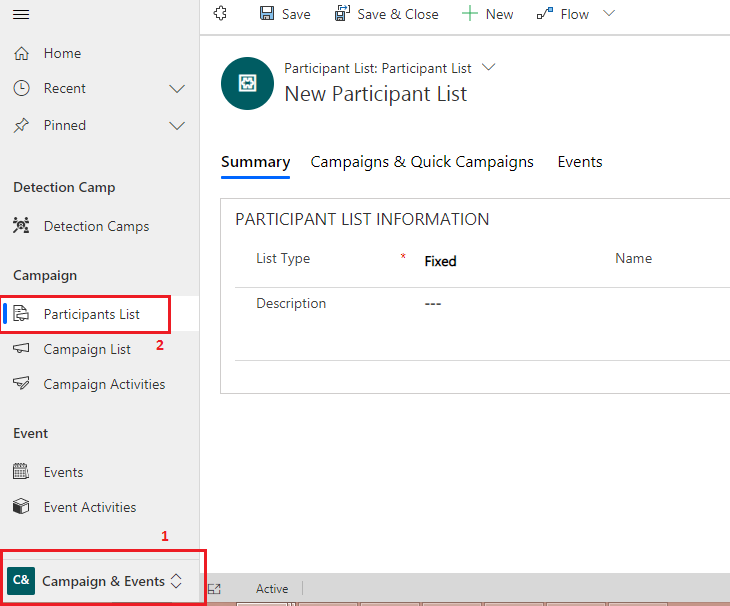 Save
Save & Close
New
Flow
Home
Recent
Pinned
Participant List: Participant List
New Participant List
Summary
Campaigns & Quick Campaigns
Events
Detection Camp
Detection Camps
PARTICIPANT LIST INFORMATION
List Type * Fixed Name
Description ---
Campaign
Participants List
2
Campaign List
Campaign Activities
Event
Events
Event Activities
1
C& Campaign & Events
Active